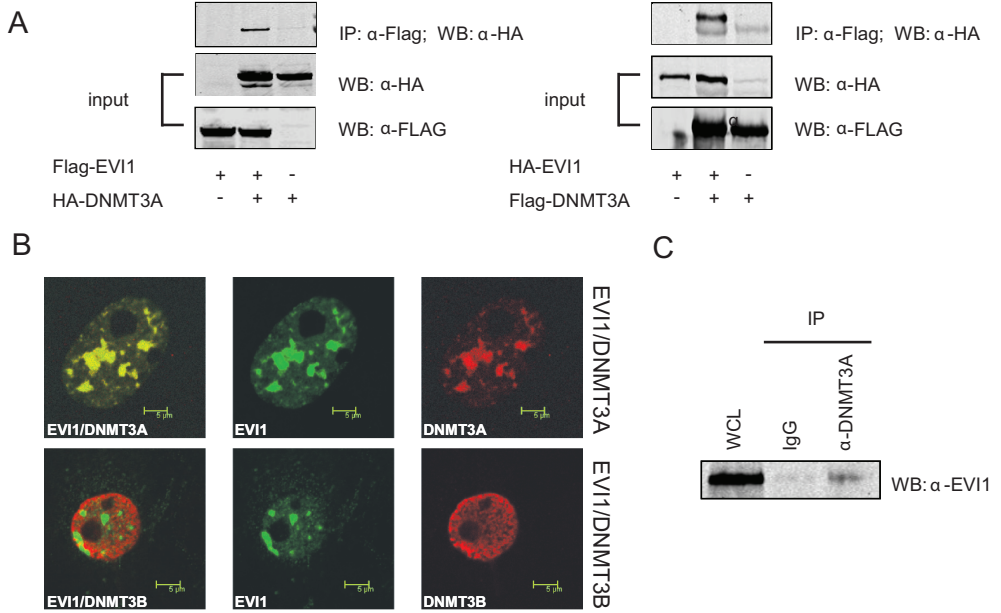 A
IP: α-Flag; WB: α-HA
WB: α-HA
input
WB: α-FLAG
Flag-EVI1 + + -
HA-DNMT3A - + +
IP: α-Flag; WB: α-HA
WB: α-HA
input
α
WB: α-FLAG
HA-EVI1 + + -
Flag-DNMT3A - + +
B
5 µm
EVI1/DNMT3A
5 µm
EVI1
5 µm
DNMT3A
EVI1/DNMT3A
5 µm
EVI1/DNMT3B
5 µm
EVI1
5 µm
DNMT3B
EVI1/DNMT3B
C
IP
WCL
IgG
α-DNMT3A
WB: α-EVI1